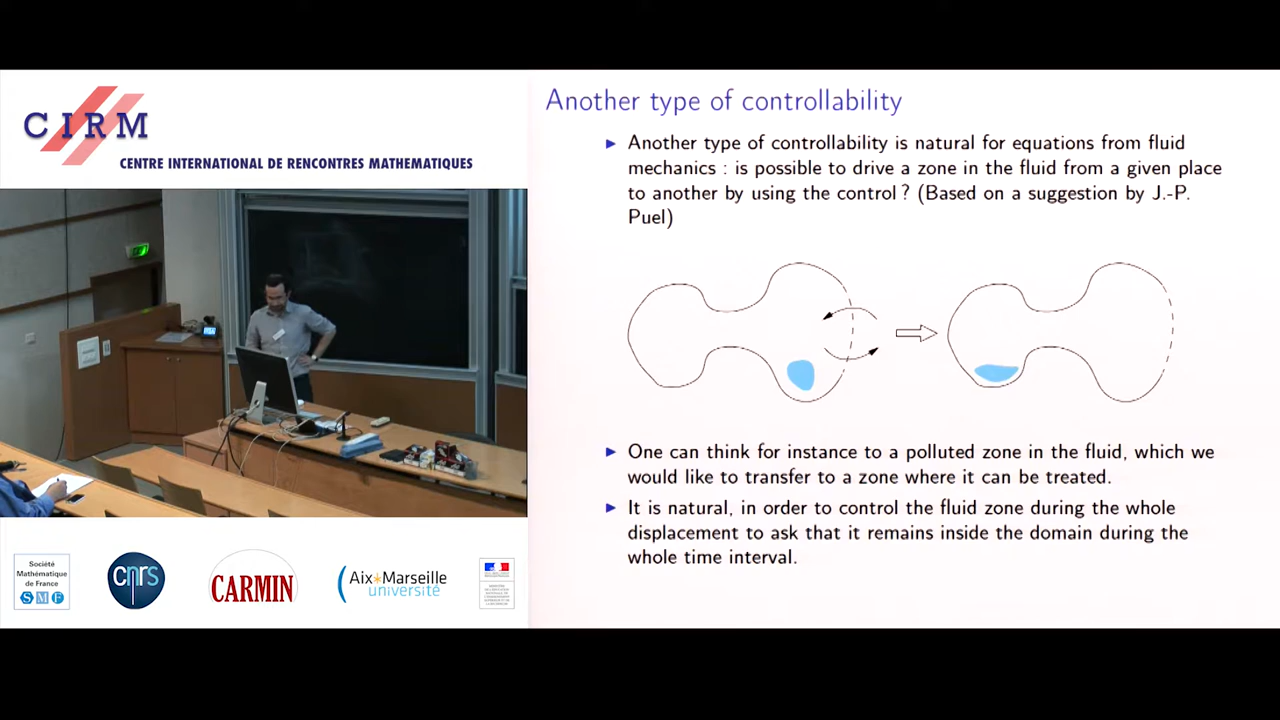 CIRM
CENTRE INTERNATIONAL DE RENCONTRES MATHEMATIQUES
Another type of controllability
Another type of controllability is natural for equations from fluid
mechanics : is possible to drive a zone in the fluid from a given place
to another by using the control ? (Based on a suggestion by J.-P.
Puel)
One can think for instance to a polluted zone in the fluid, which we
would like to transfer to a zone where it can be treated.
It is natural, in order to control the fluid zone during the whole
displacement to ask that it remains inside the domain during the
whole time interval.
Société
Mathématique
de France
SMF
cnrs
CARMIN
Aix*Marseille
université